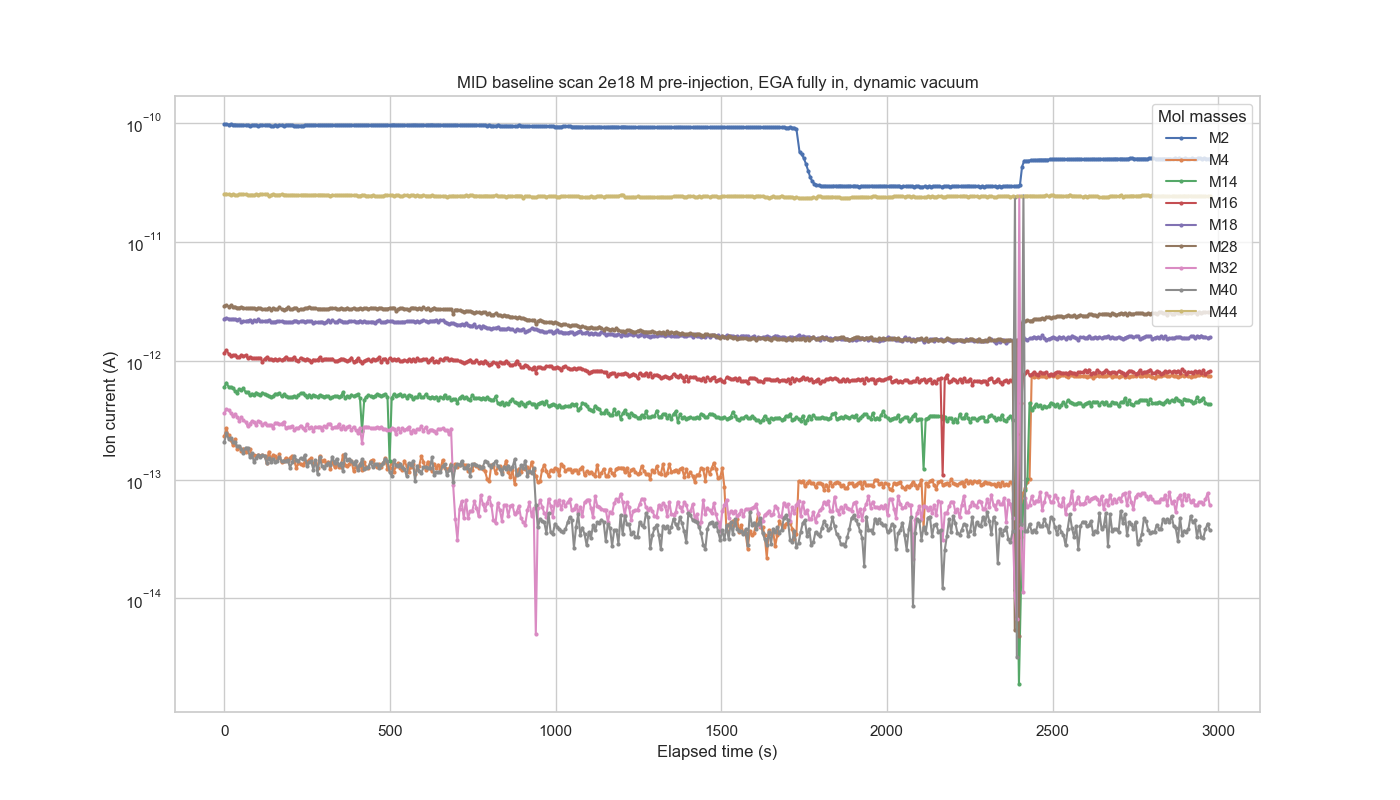 MID baseline scan 2e18 M pre-injection, EGA fully in, dynamic vacuum
Ion current (A)
10⁻¹⁰
10⁻¹¹
10⁻¹²
10⁻¹³
10⁻¹⁴
Mol masses
M2
M4
M14
M16
M18
M28
M32
M40
M44
0 500 1000 1500 2000 2500 3000
Elapsed time (s)